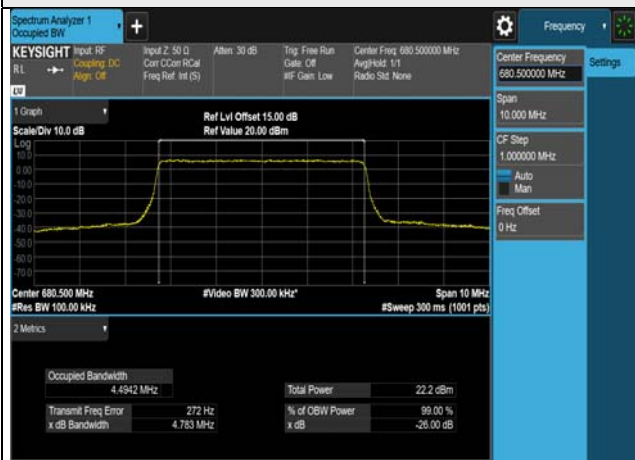 Spectrum Analyzer 1
Occupied BW
Frequency
KEYSIGHT Input: RF
Coupling: DC
Align: Off
RL
Input Z: 50 Ω
Corr CCorr RCal
Freq Ref: Int (S)
Atten: 30 dB
Trig: Free Run
Gate: Off
#IF Gain: Low
Center Freq: 680.500000 MHz
Avg|Hold: 1/1
Radio Std: None
LXI
Center Frequency
680.500000 MHz
Settings
Span
10.000 MHz
CF Step
1.000000 MHz
Auto
Man
Freq Offset
0 Hz
1 Graph
Scale/Div 10.0 dB
Ref Lvl Offset 15.00 dB
Ref Value 20.00 dBm
Log
10.0
0.00
-10.0
-20.0
-30.0
-40.0
-50.0
-60.0
-70.0
Center 680.500 MHz
#Res BW 100.00 kHz
#Video BW 300.00 kHz*
Span 10 MHz
#Sweep 300 ms (1001 pts)
2 Metrics
Occupied Bandwidth
4.4942 MHz
Total Power 22.2 dBm
Transmit Freq Error 272 Hz
% of OBW Power 99.00 %
x dB Bandwidth 4.783 MHz
x dB -26.00 dB